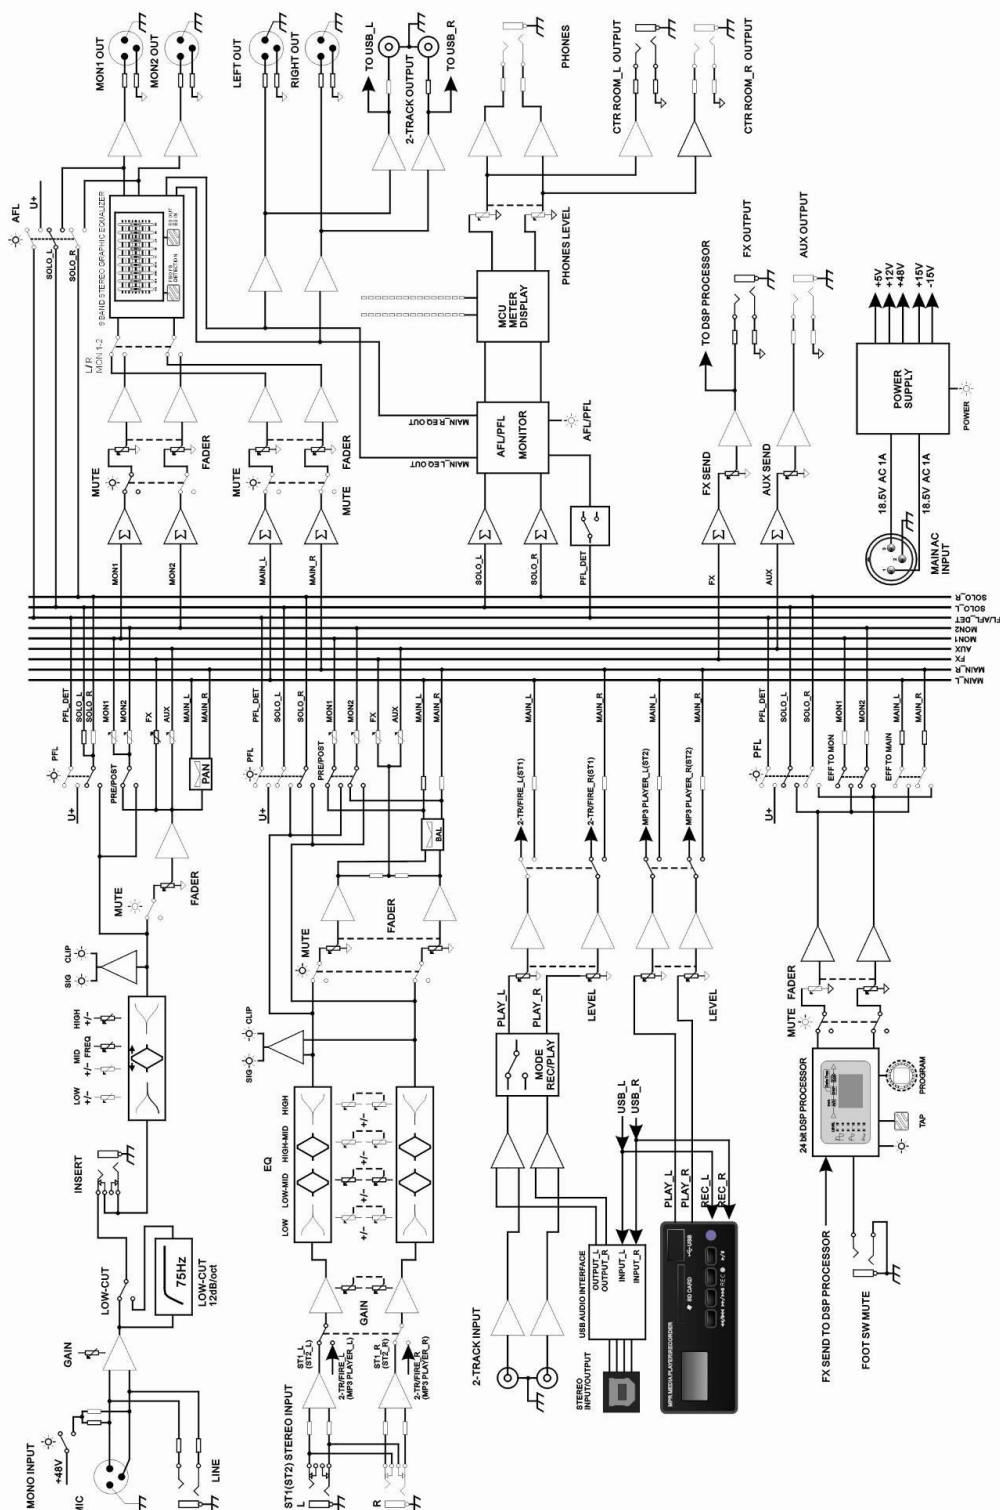 MON1 OUT
MON2 OUT
LEFT OUT
RIGHT OUT
TO USB_L
2-TRACK OUTPUT
TO USB_R
PHONES
CTR ROOM_L OUTPUT
CTR ROOM_R OUTPUT
AFL
U+
SOLO_L
SOLO_R
9 BAND STEREO GRAPHIC EQUALIZER
L/R
MON 1-2
MUTE
FADER
MUTE
FADER
MAIN_L EQ OUT
MAIN_R EQ OUT
MCU
METER
DISPLAY
PHONES LEVEL
AFL/PFL
MONITOR
AFL/PFL
TO DSP PROCESSOR
FX OUTPUT
AUX OUTPUT
FX SEND
AUX SEND
+5V
+12V
+48V
+15V
-15V
POWER
SUPPLY
POWER
18.5V AC 1A
18.5V AC 1A
MAIN AC
INPUT
MON1
MON2
MAIN_L
MAIN_R
SOLO_L
SOLO_R
PFL_DET
FX
AUX
SOLO_R
SOLO_L
FL/AFL_DET
MON2
MON1
AUX
FX
MAIN_R
MAIN_L
PFL_DET
SOLO_L
SOLO_R
MON1
MON2
FX
AUX
MAIN_L
MAIN_R
PFL
U+
PRE/POST
PAN
MUTE
FADER
SIG
CLIP
LOW
+/-
MID
+/-
FREQ
HIGH
+/-
INSERT
LOW-CUT
75Hz
LOW-CUT
12dB/oct
GAIN
MONO INPUT
+48V
MIC
LINE
PFL_DET
SOLO_L
SOLO_R
MON1
MON2
FX
AUX
MAIN_L
MAIN_R
PFL
U+
PRE/POST
BAL
MUTE
FADER
SIG
CLIP
EQ
LOW
LOW-MID
HIGH-MID
HIGH
+/-
+/-
+/-
+/-
GAIN
ST1_L
(ST2_L)
2-TR/FIRE_L
(MP3 PLAYER_L)
ST1_R
(ST2_R)
2-TR/FIRE_R
(MP3 PLAYER_R)
ST1(ST2) STEREO INPUT
L
R
MAIN_L
MAIN_R
MAIN_L
MAIN_R
2-TR/FIRE_L(ST1)
2-TR/FIRE_R(ST1)
MP3 PLAYER_L(ST2)
MP3 PLAYER_R(ST2)
PLAY_L
PLAY_R
LEVEL
LEVEL
MODE
REC/PLAY
USB_L
USB_R
2-TRACK INPUT
USB AUDIO INTERFACE
OUTPUT_L
OUTPUT_R
INPUT_L
INPUT_R
STEREO
INPUT/OUTPUT
PLAY_L
PLAY_R
REC_L
REC_R
MP3 MEDIA PLAYER/RECORDER
SD CARD
USB
REC
PFL_DET
SOLO_L
SOLO_R
MON1
MON2
MAIN_L
MAIN_R
PFL
U+
EFF TO MON
EFF TO MAIN
MUTE
FADER
24 bit DSP PROCESSOR
PROGRAM
TAP
FX SEND TO DSP PROCESSOR
FOOT SW MUTE